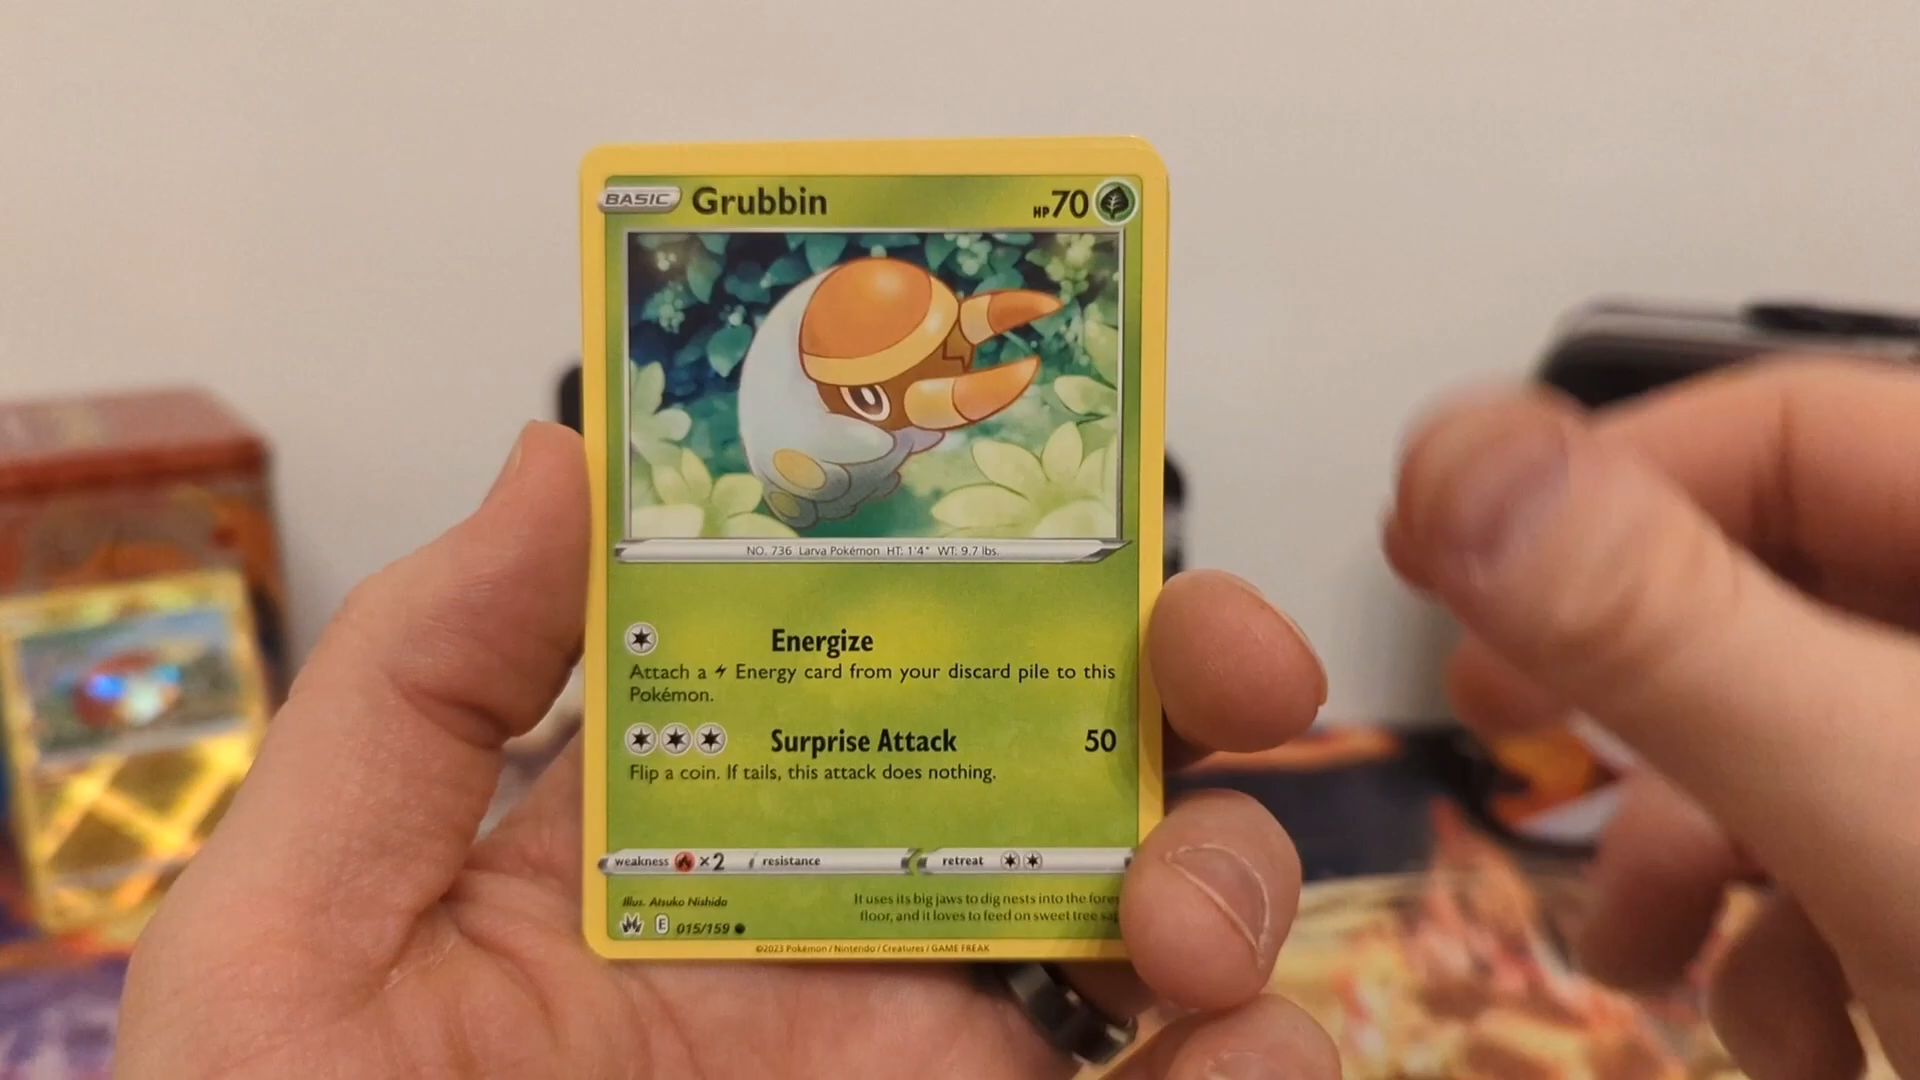 BASIC Grubbin HP 70
NO. 736 Larva Pokémon HT: 1'4" WT: 9.7 lbs.
Energize
Attach a Energy card from your discard pile to this
Pokémon.
Surprise Attack 50
Flip a coin. If tails, this attack does nothing.
weakness ×2 resistance retreat
Illus. Atsuko Nishida
It uses its big jaws to dig nests into the
floor, and it loves to feed on sweet tree
E 015/159
©2023 Pokémon / Nintendo / Creatures / GAME FREAK